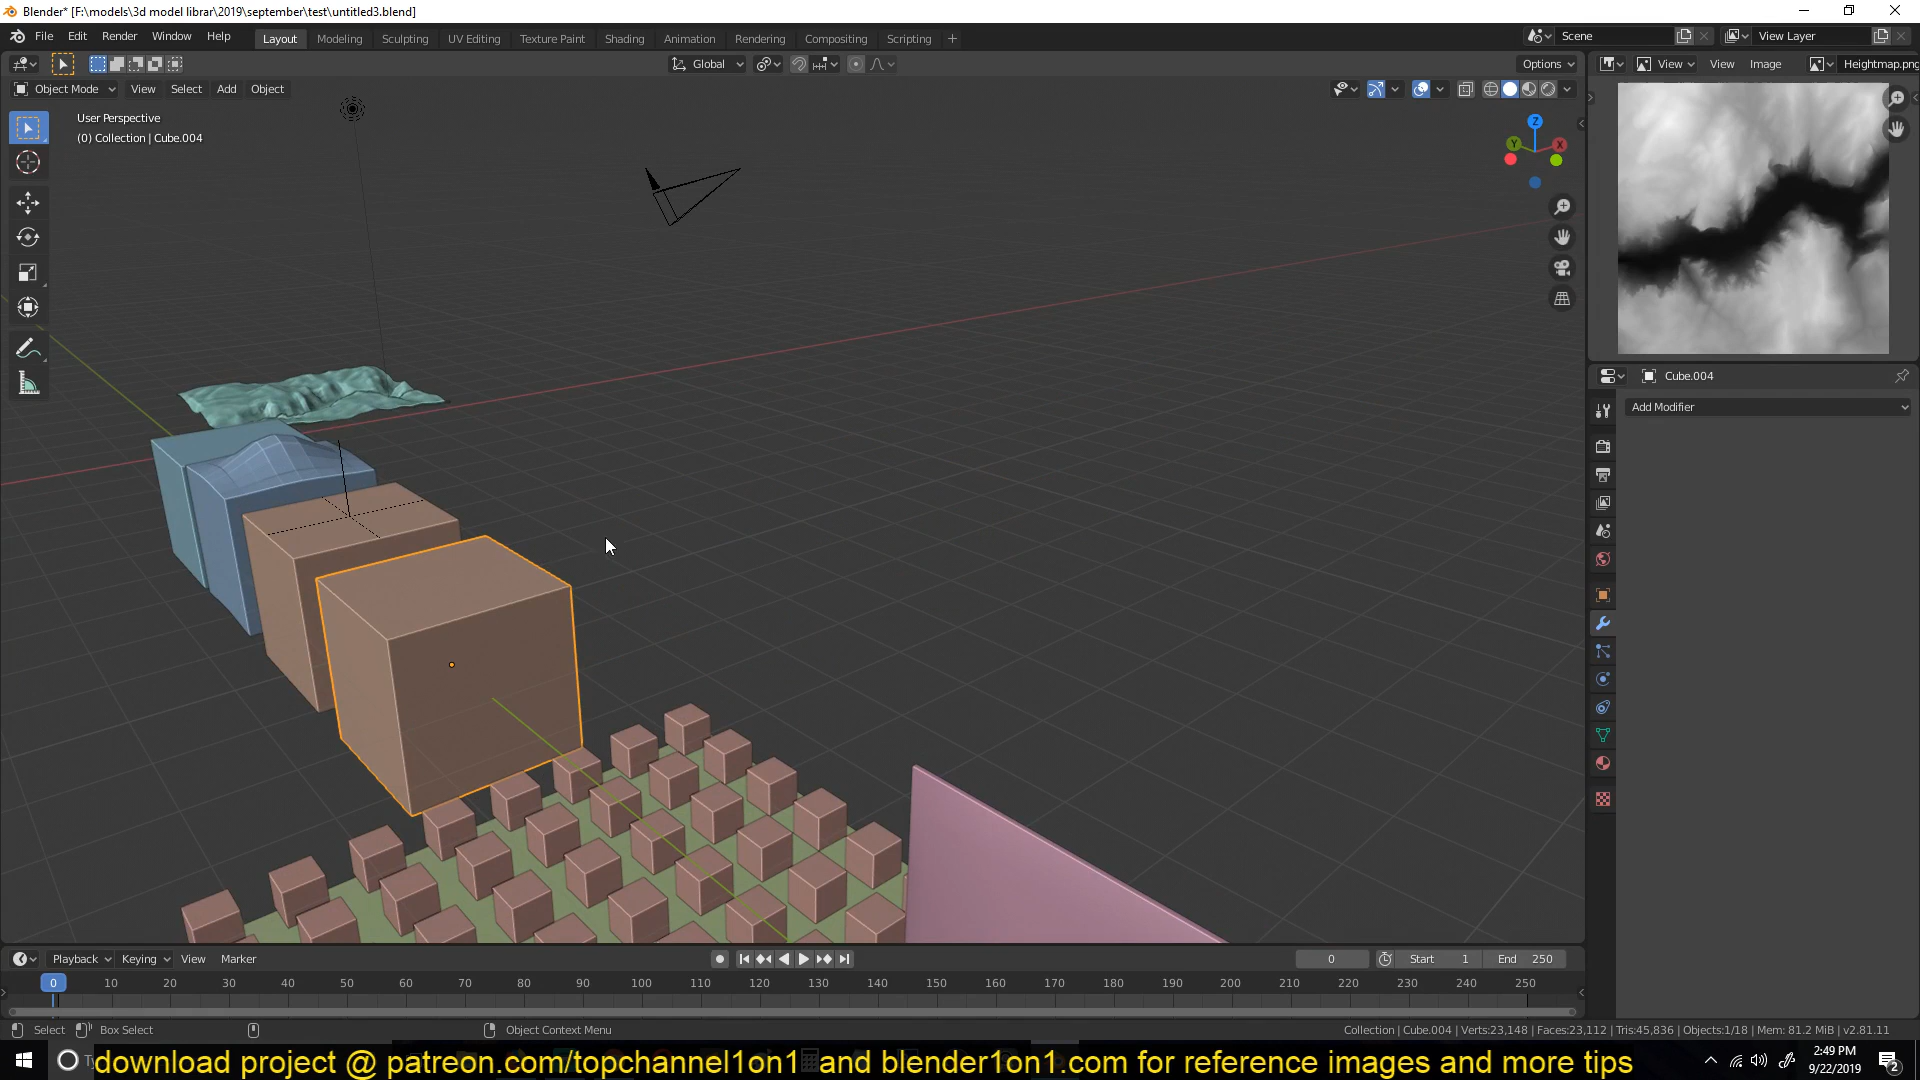 Blender* [F:\models\3d model librar\2019\september\test\untitled3.blend]
File Edit Render Window Help Layout Modeling Sculpting UV Editing Texture Paint Shading Animation Rendering Compositing Scripting + Scene View Layer
Global Options View View Image Heightmap.png
Object Mode View Select Add Object
User Perspective
(0) Collection | Cube.004
Z
Y X
Cube.004
Add Modifier
Playback Keying View Marker 0 Start 1 End 250
0 10 20 30 40 50 60 70 80 90 100 110 120 130 140 150 160 170 180 190 200 210 220 230 240 250
Select Box Select Object Context Menu Collection | Cube.004 | Verts:23,148 | Faces:23,112 | Tris:45,836 | Objects:1/18 | Mem: 81.2 MiB | v2.81.11
download project @ patreon.com/topchannel1on1 and blender1on1.com for reference images and more tips
2:49 PM
9/22/2019
2